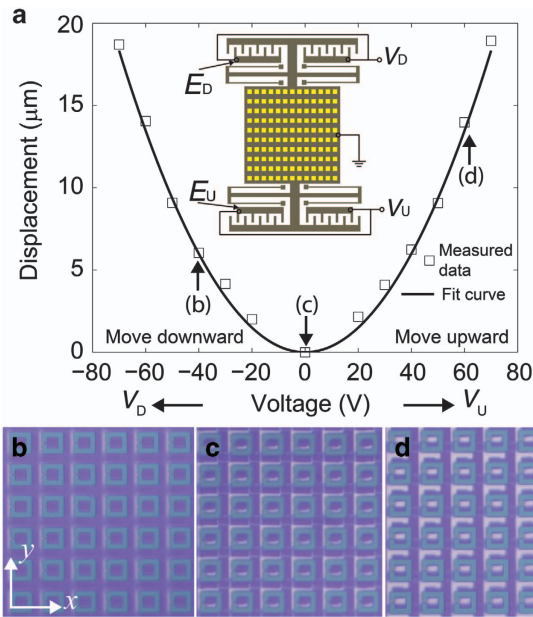 a
20
15
10
5
0
Displacement (μm)
E_D
V_D
E_U
V_U
(d)
(b)
(c)
Measured
data
Fit curve
Move downward
Move upward
−80 −60 −40 −20 0 20 40 60 80
V_D
Voltage (V)
V_U
b
c
d
y
x